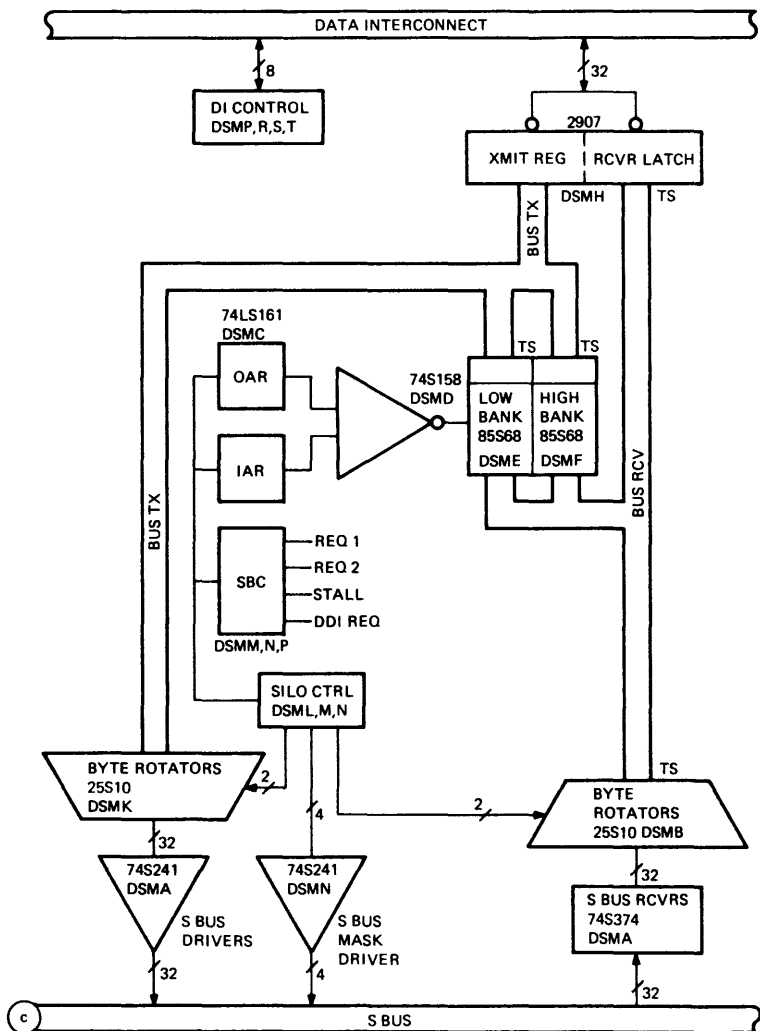 DATA INTERCONNECT
8
32
DI CONTROL
DSMP,R,S,T
2907
XMIT REG
RCVR LATCH
DSMH
TS
BUS TX
74LS161
DSMC
OAR
IAR
74S158
DSMD
TS
TS
LOW
BANK
85S68
DSME
HIGH
BANK
85S68
DSMF
BUS RCV
BUS TX
SBC
REQ 1
REQ 2
STALL
DDI REQ
DSMM,N,P
SILO CTRL
DSML,M,N
BYTE ROTATORS
25S10
DSMK
2
4
2
TS
BYTE
ROTATORS
25S10 DSMB
32
32
74S241
DSMA
S BUS
DRIVERS
74S241
DSMN
S BUS
MASK
DRIVER
S BUS RCVRS
74S374
DSMA
32
4
32
c
S BUS